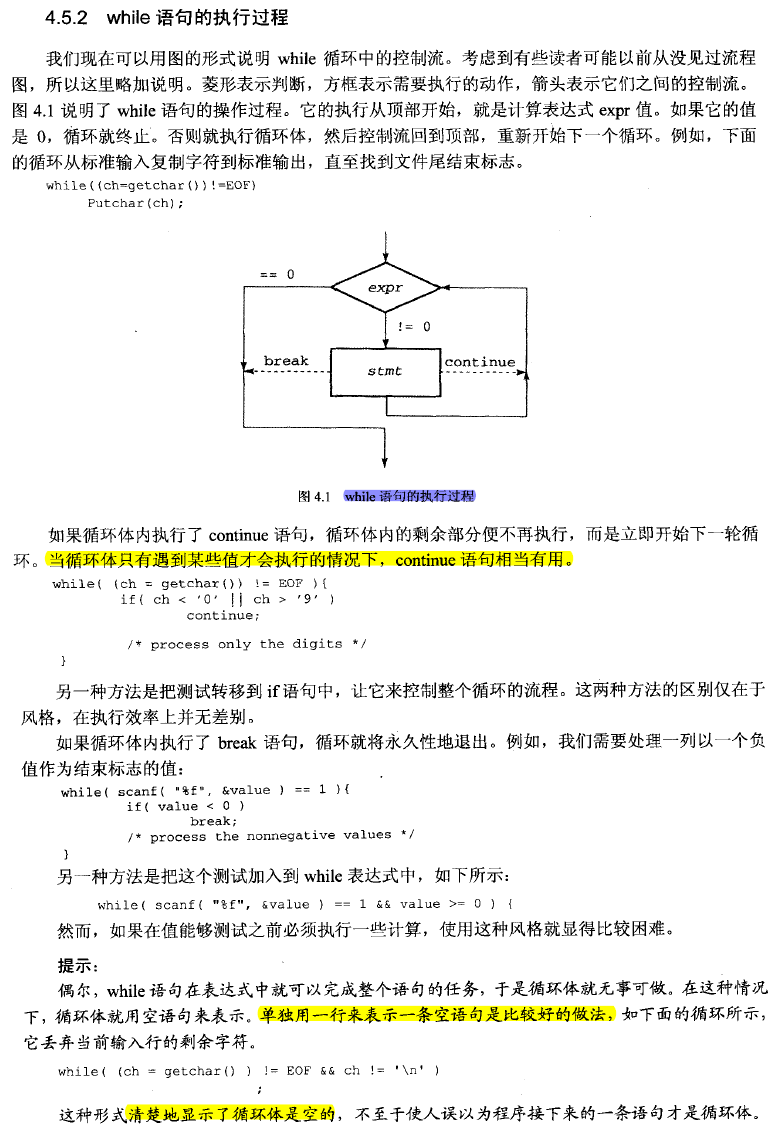 4.5.2 while 语句的执行过程
我们现在可以用图的形式说明 while 循环中的控制流。考虑到有些读者可能以前从没见过流程
图，所以这里略加说明。菱形表示判断，方框表示需要执行的动作，箭头表示它们之间的控制流。
图 4.1 说明了 while 语句的操作过程。它的执行从顶部开始，就是计算表达式 expr 值。如果它的值
是 0，循环就终止。否则就执行循环体，然后控制流回到顶部，重新开始下一个循环。例如，下面
的循环从标准输入复制字符到标准输出，直至找到文件尾结束标志。
while((ch=getchar())!=EOF)
Putchar(ch);
== 0
expr
!= 0
break
stmt
continue
图 4.1 while 语句的执行过程
如果循环体内执行了 continue 语句，循环体内的剩余部分便不再执行，而是立即开始下一轮循
环。当循环体只有遇到某些值才会执行的情况下，continue 语句相当有用。
while( (ch = getchar()) != EOF ){
if( ch < '0' || ch > '9' )
continue;
/* process only the digits */
}
另一种方法是把测试转移到 if 语句中，让它来控制整个循环的流程。这两种方法的区别仅在于
风格，在执行效率上并无差别。
如果循环体内执行了 break 语句，循环就将永久性地退出。例如，我们需要处理一列以一个负
值作为结束标志的值：
while( scanf( "%f", &value ) == 1 ){
if( value < 0 )
break;
/* process the nonnegative values */
}
另一种方法是把这个测试加入到 while 表达式中，如下所示：
while( scanf( "%f", &value ) == 1 && value >= 0 ) {
然而，如果在值能够测试之前必须执行一些计算，使用这种风格就显得比较困难。
提示：
偶尔，while 语句在表达式中就可以完成整个语句的任务，于是循环体就无事可做。在这种情况
下，循环体就用空语句来表示。单独用一行来表示一条空语句是比较好的做法，如下面的循环所示，
它丢弃当前输入行的剩余字符。
while( (ch = getchar() ) != EOF && ch != '\n' )
;
这种形式清楚地显示了循环体是空的，不至于使人误以为程序接下来的一条语句才是循环体。